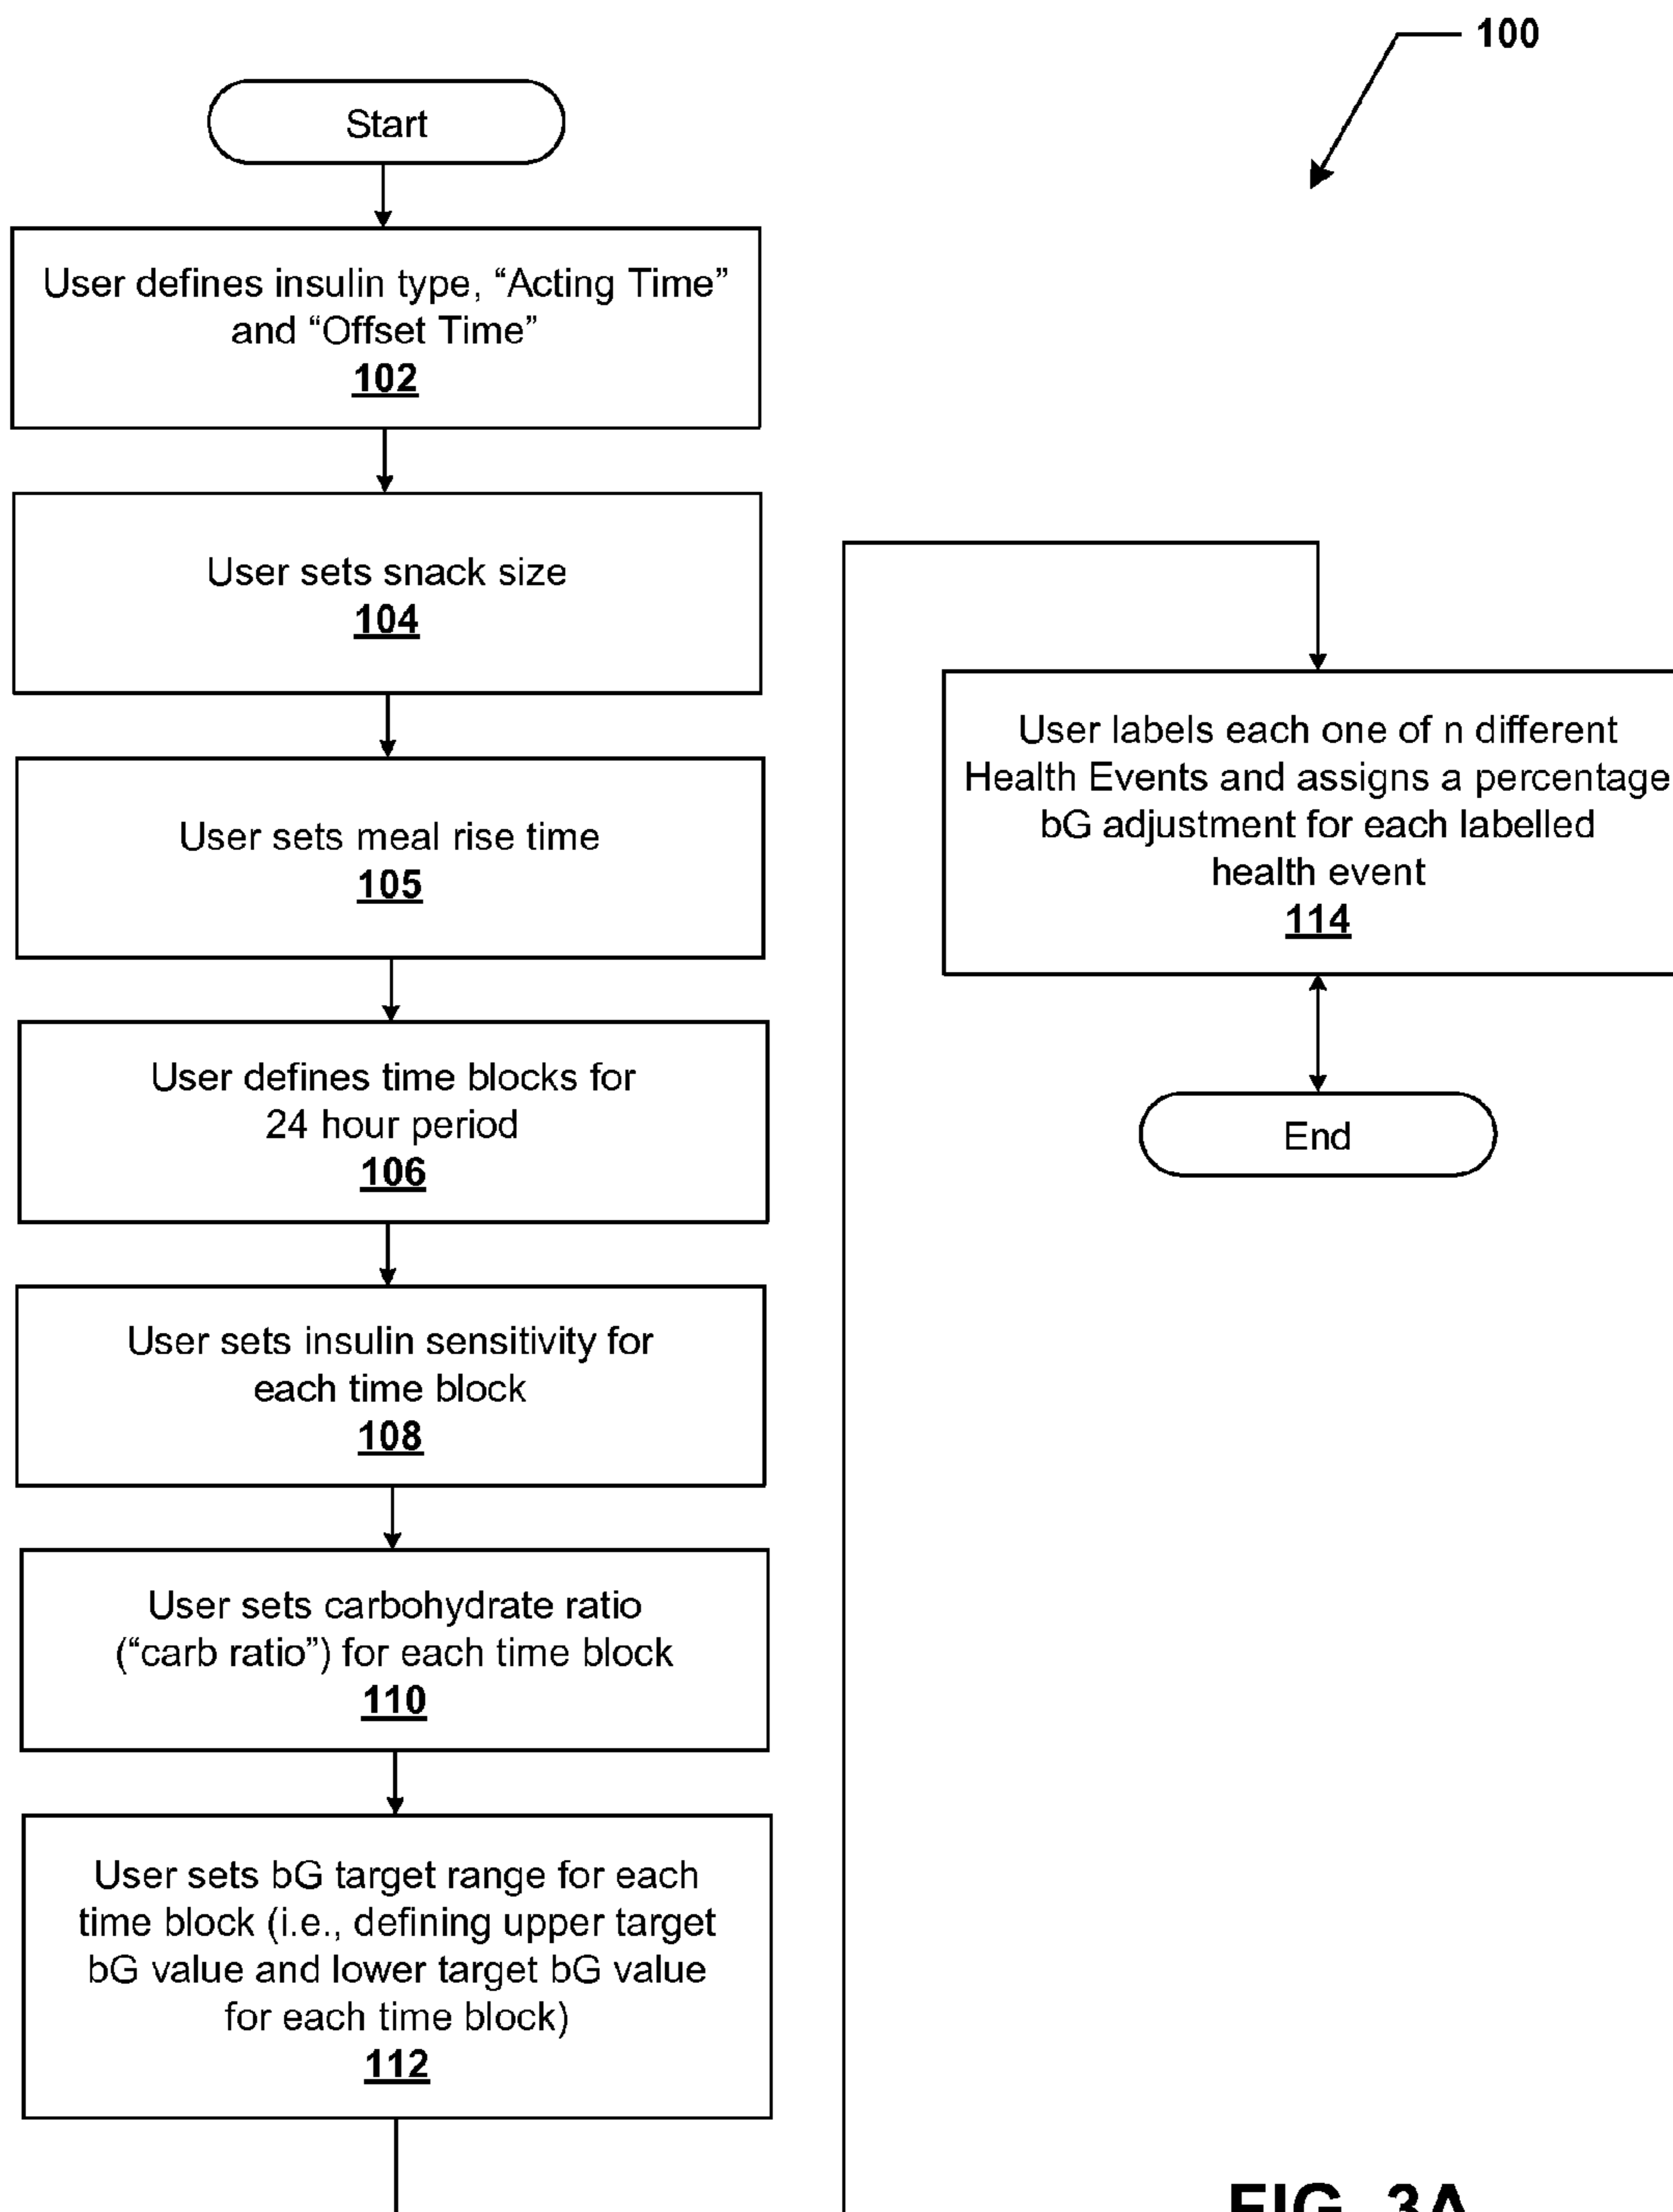 100
Start
User defines insulin type, “Acting Time”
and “Offset Time”
102
User sets snack size
104
User sets meal rise time
105
User defines time blocks for
24 hour period
106
User sets insulin sensitivity for
each time block
108
User sets carbohydrate ratio
(“carb ratio”) for each time block
110
User sets bG target range for each
time block (i.e., defining upper target
bG value and lower target bG value
for each time block)
112
User labels each one of n different
Health Events and assigns a percentage
bG adjustment for each labelled
health event
114
End
FIG. 3A